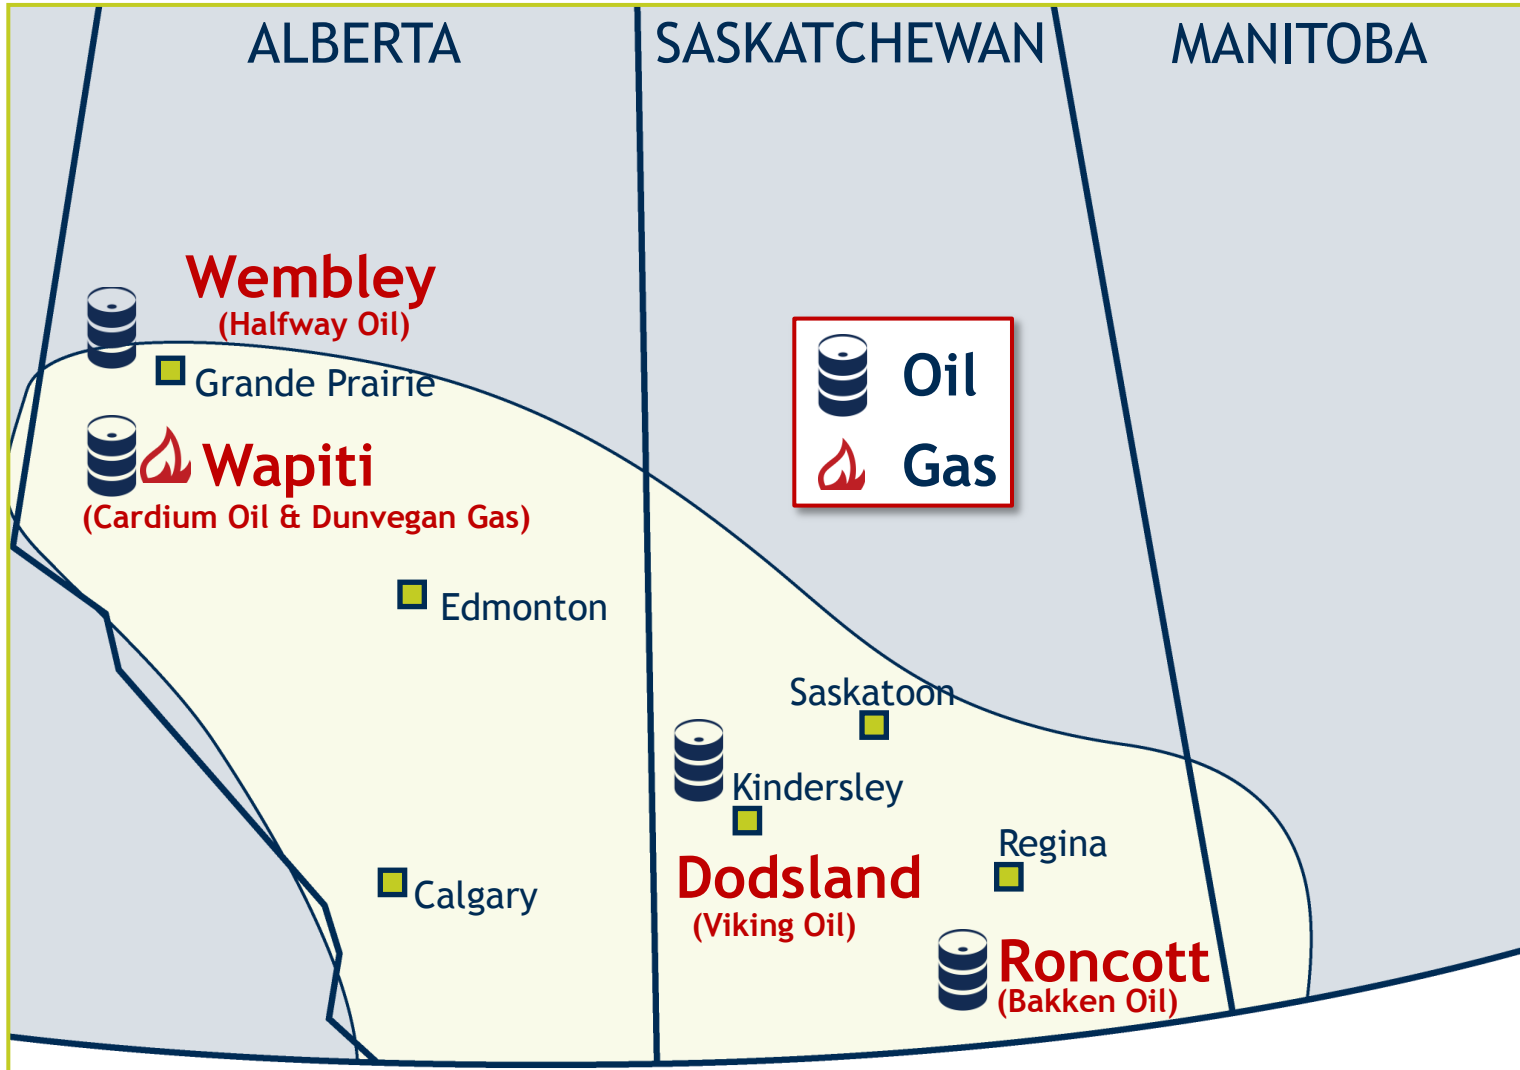 ALBERTA
SASKATCHEWAN
MANITOBA
Wembley
(Halfway Oil)
Grande Prairie
Wapiti
(Cardium Oil & Dunvegan Gas)
Oil
Gas
Edmonton
Saskatoon
Kindersley
Dodsland
(Viking Oil)
Regina
Calgary
Roncott
(Bakken Oil)